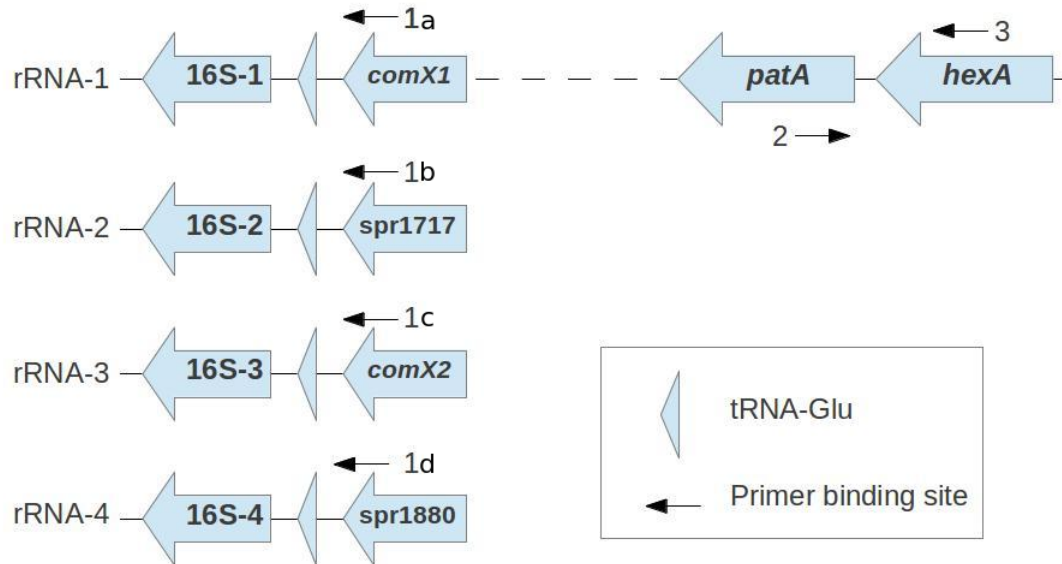 1a
3
rRNA-1
16S-1
comX1
patA
hexA
2
1b
rRNA-2
16S-2
spr1717
1c
rRNA-3
16S-3
comX2
tRNA-Glu
1d
Primer binding site
rRNA-4
16S-4
spr1880